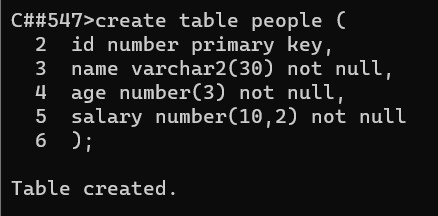 C##547>create table people (
  2  id number primary key,
  3  name varchar2(30) not null,
  4  age number(3) not null,
  5  salary number(10,2) not null
  6  );
Table created.